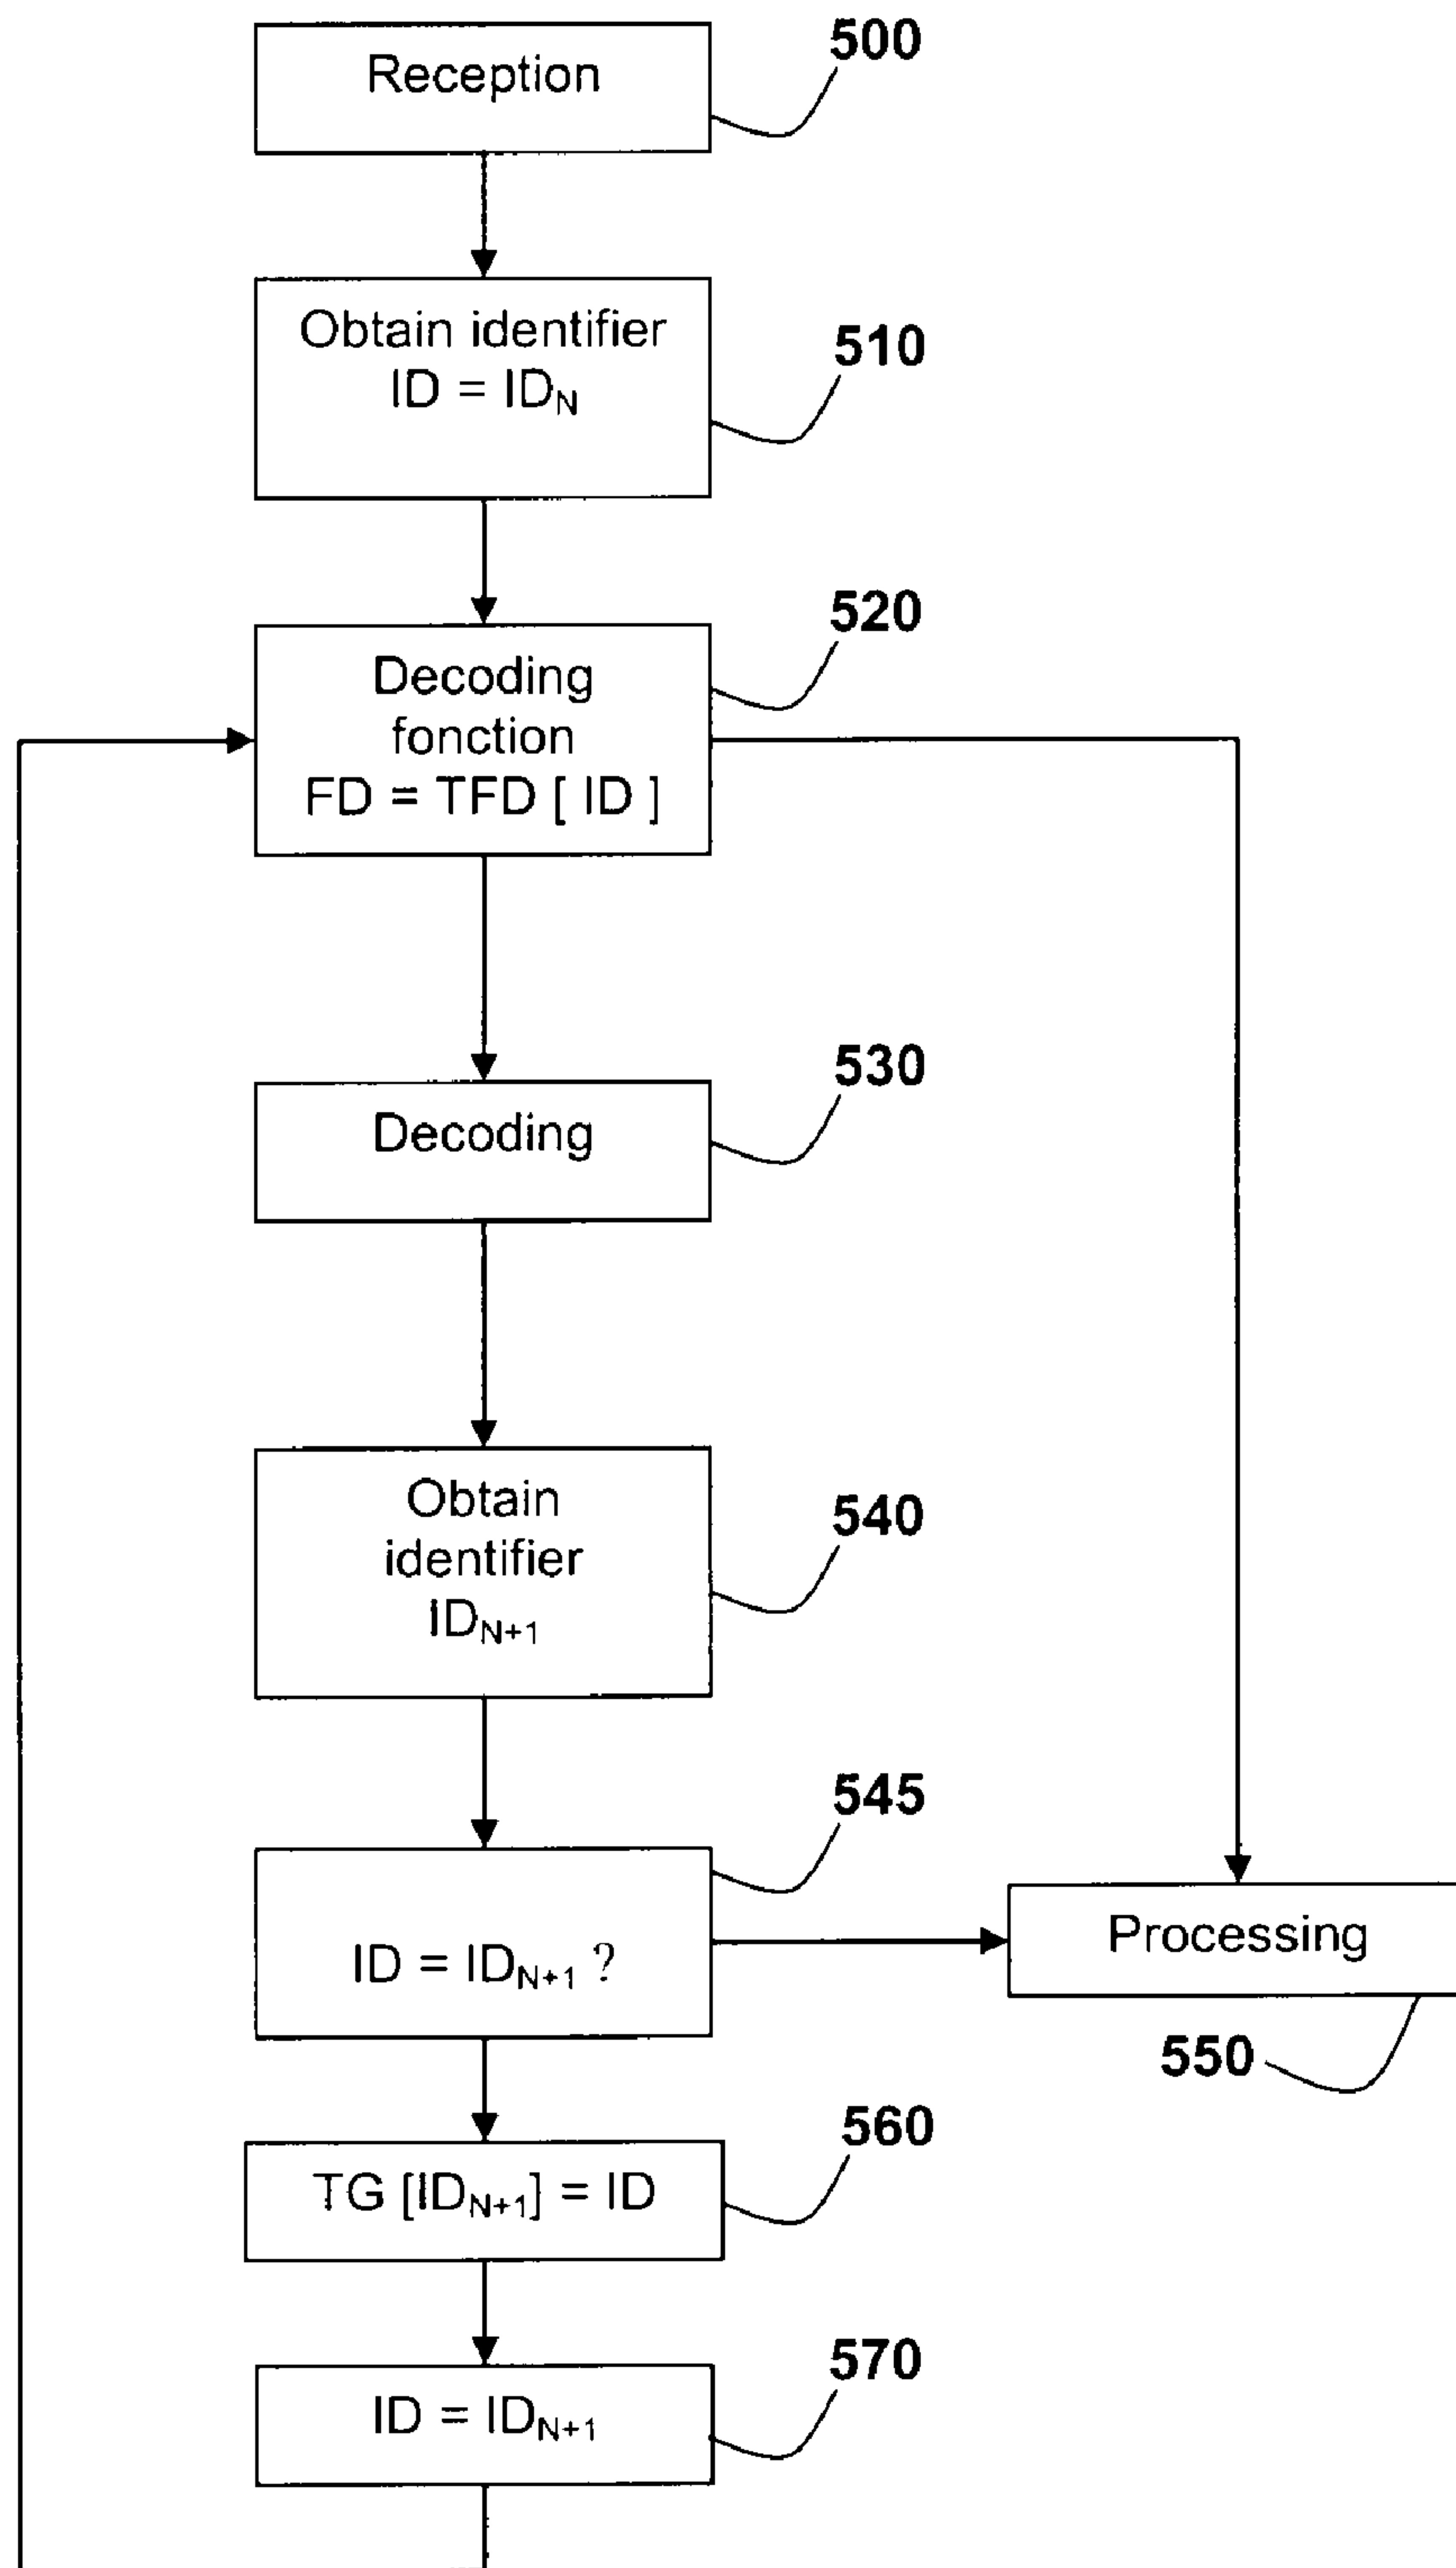 Reception
500
Obtain identifier
ID = IDN
510
Decoding
fonction
FD = TFD [ ID ]
520
Decoding
530
Obtain
identifier
IDN+1
540
ID = IDN+1 ?
545
Processing
550
TG [IDN+1] = ID
560
ID = IDN+1
570